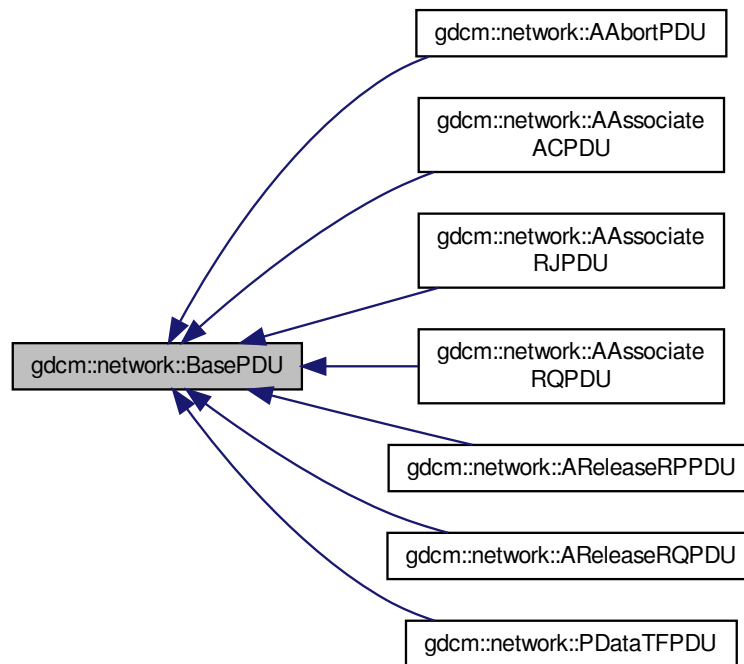 gdcm::network::AAbortPDU
gdcm::network::AAssociate
ACPDU
gdcm::network::AAssociate
RJPDU
gdcm::network::BasePDU
gdcm::network::AAssociate
RQPDU
gdcm::network::AReleaseRPPDU
gdcm::network::AReleaseRQPDU
gdcm::network::PDataTFPDU